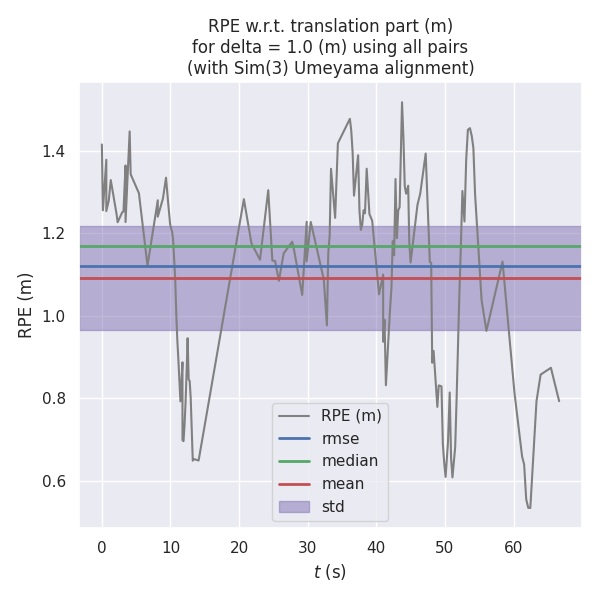 RPE w.r.t. translation part (m)
for delta = 1.0 (m) using all pairs
(with Sim(3) Umeyama alignment)
RPE (m)
1.4
1.2
1.0
0.8
0.6
RPE (m)
rmse
median
mean
std
0 10 20 30 40 50 60
t (s)